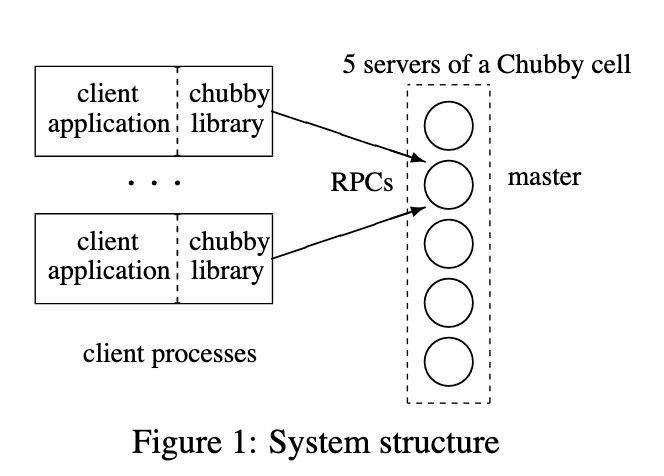 5 servers of a Chubby cell
client chubby
application library
. . .
RPCs
master
client chubby
application library
client processes
Figure 1: System structure